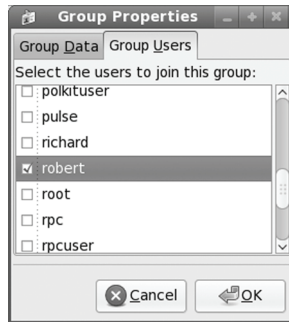 Group Properties
Group Data
Group Users
Select the users to join this group:
polkituser
pulse
richard
robert
root
rpc
rpcuser
Cancel
OK